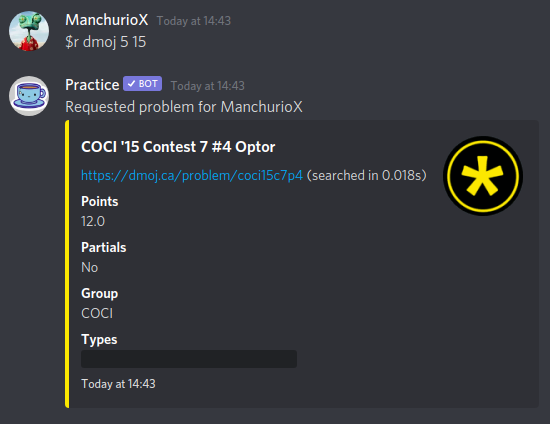 ManchurioX Today at 14:43
$r dmoj 5 15
Practice BOT Today at 14:43
Requested problem for ManchurioX
COCI '15 Contest 7 #4 Optor
https://dmoj.ca/problem/coci15c7p4 (searched in 0.018s)
Points
12.0
Partials
No
Group
COCI
Types
Today at 14:43